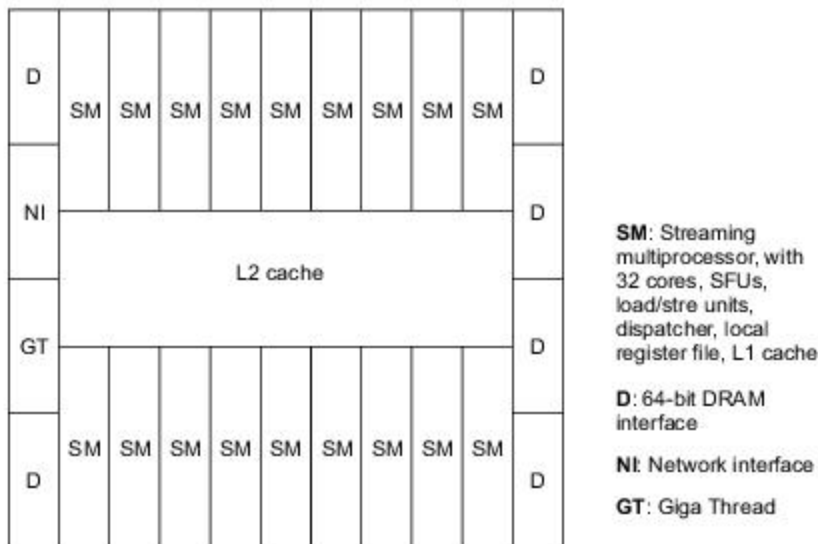 D
SM SM SM SM SM SM SM SM SM
D
NI
D
L2 cache
GT
D
SM SM SM SM SM SM SM SM SM
D
D
SM: Streaming
multiprocessor, with
32 cores, SFUs,
load/stre units,
dispatcher, local
register file, L1 cache
D: 64-bit DRAM
interface
NI: Network interface
GT: Giga Thread